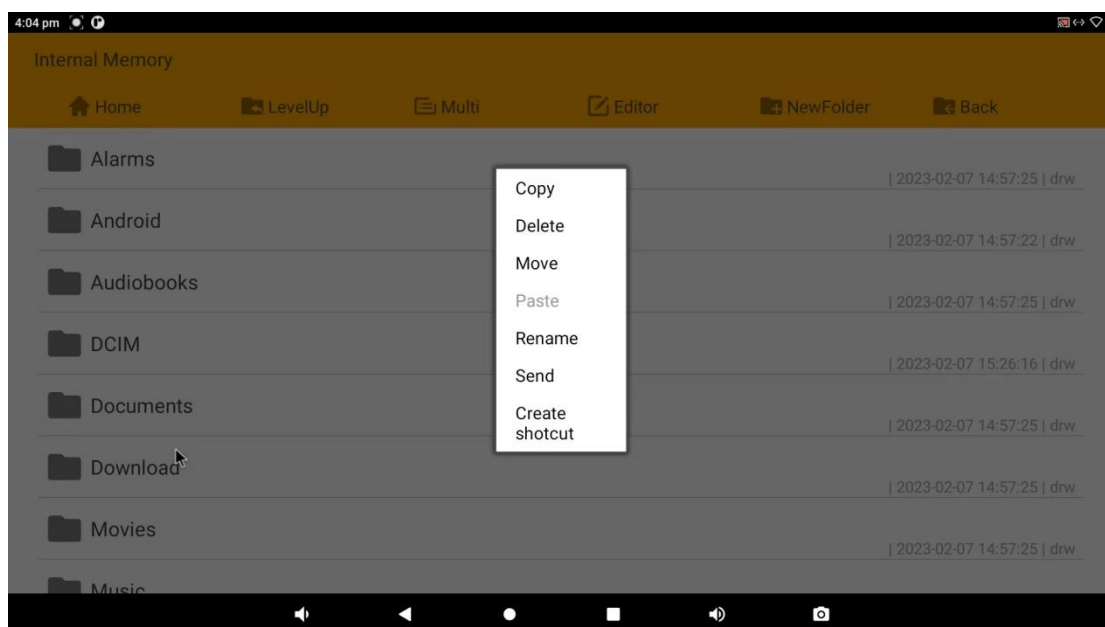 4:04 pm
Internal Memory
Home LevelUp Multi Editor NewFolder Back
Alarms
| 2023-02-07 14:57:25 | drw
Android
| 2023-02-07 14:57:22 | drw
Audiobooks
| 2023-02-07 14:57:25 | drw
DCIM
| 2023-02-07 15:26:16 | drw
Documents
| 2023-02-07 14:57:25 | drw
Download
| 2023-02-07 14:57:25 | drw
Movies
| 2023-02-07 14:57:25 | drw
Music
Copy
Delete
Move
Paste
Rename
Send
Create
shotcut